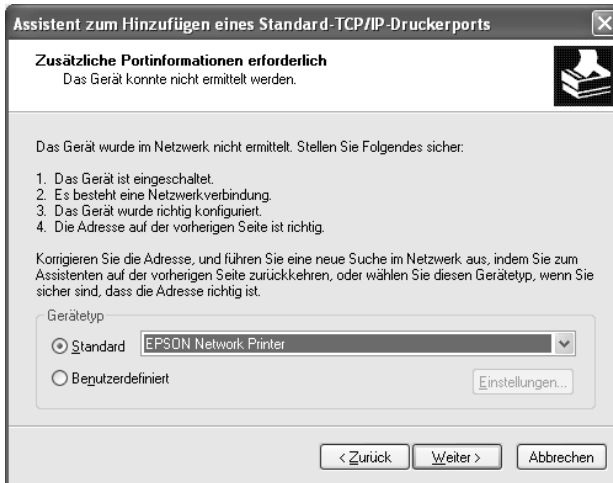 Assistent zum Hinzufügen eines Standard-TCP/IP-Druckerports
Zusätzliche Portinformationen erforderlich
Das Gerät konnte nicht ermittelt werden.
Das Gerät wurde im Netzwerk nicht ermittelt. Stellen Sie Folgendes sicher:
1. Das Gerät ist eingeschaltet.
2. Es besteht eine Netzwerkverbindung.
3. Das Gerät wurde richtig konfiguriert.
4. Die Adresse auf der vorherigen Seite ist richtig.
Korrigieren Sie die Adresse, und führen Sie eine neue Suche im Netzwerk aus, indem Sie zum
Assistenten auf der vorherigen Seite zurückkehren, oder wählen Sie diesen Gerätetyp, wenn Sie
sicher sind, dass die Adresse richtig ist.
Gerätetyp
Standard EPSON Network Printer
Benutzerdefiniert Einstellungen...
< Zurück Weiter > Abbrechen